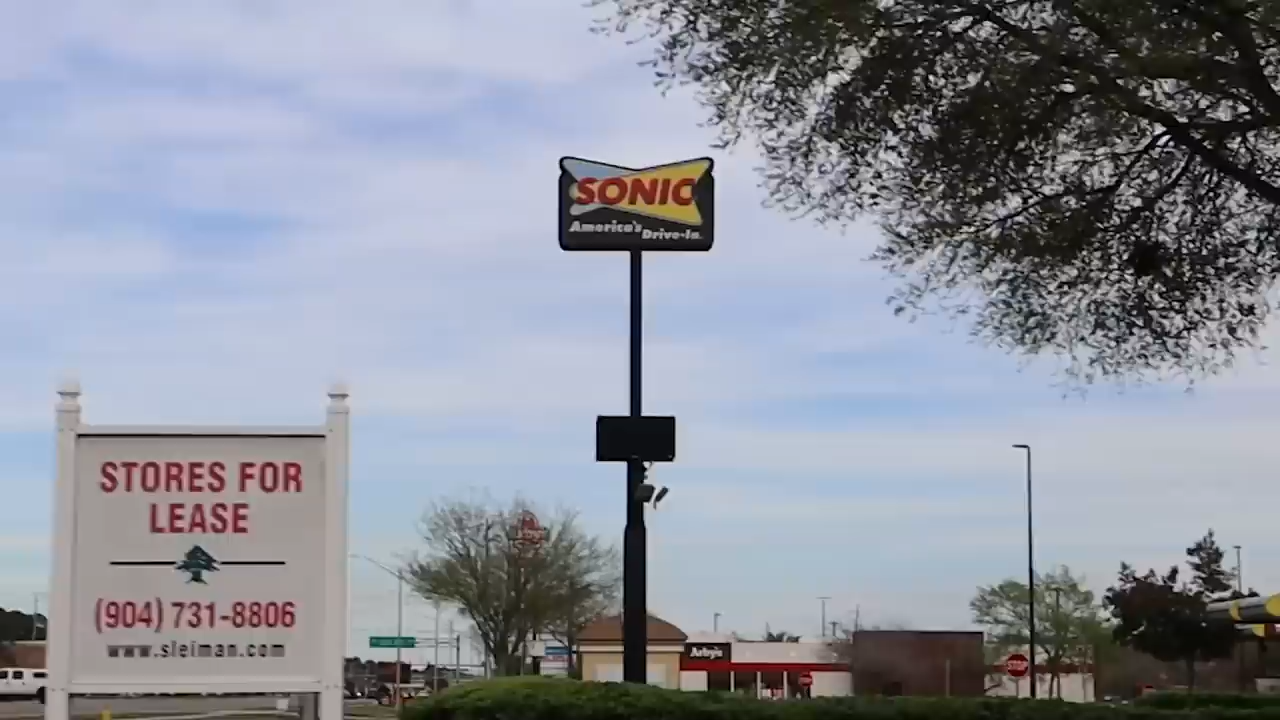 SONIC
America's Drive-In.
STORES FOR
LEASE
(904) 731-8806
www.sleiman.com
Arby's
STOP